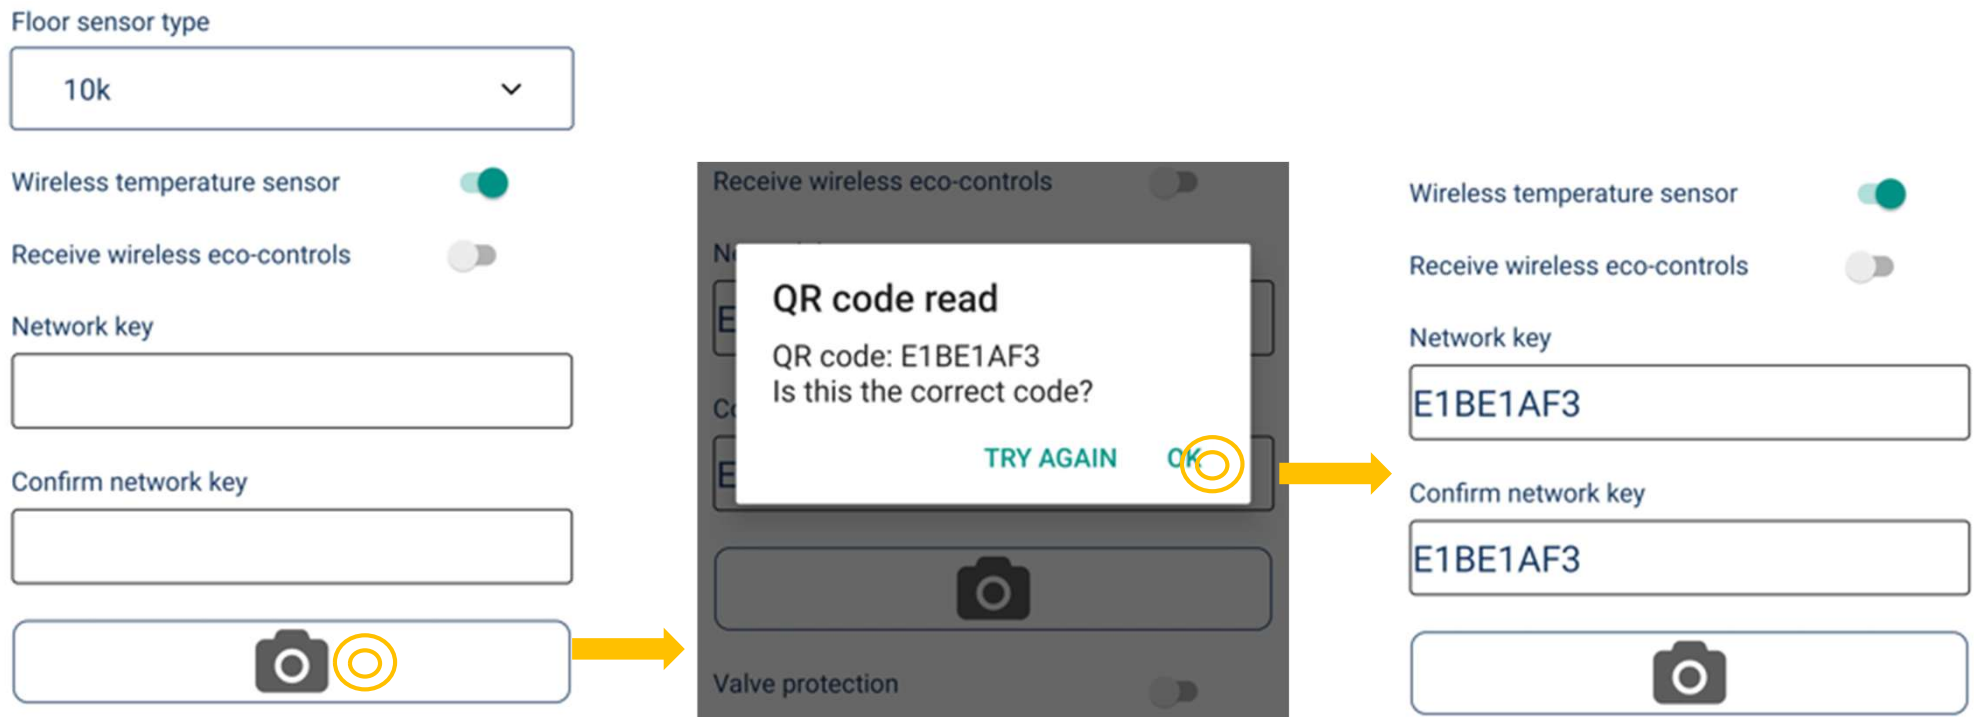 Floor sensor type
10k
Wireless temperature sensor
Receive wireless eco-controls
Network key
Confirm network key
Receive wireless eco-controls
QR code read
QR code: E1BE1AF3
Is this the correct code?
TRY AGAIN OK
Valve protection
Wireless temperature sensor
Receive wireless eco-controls
Network key
E1BE1AF3
Confirm network key
E1BE1AF3